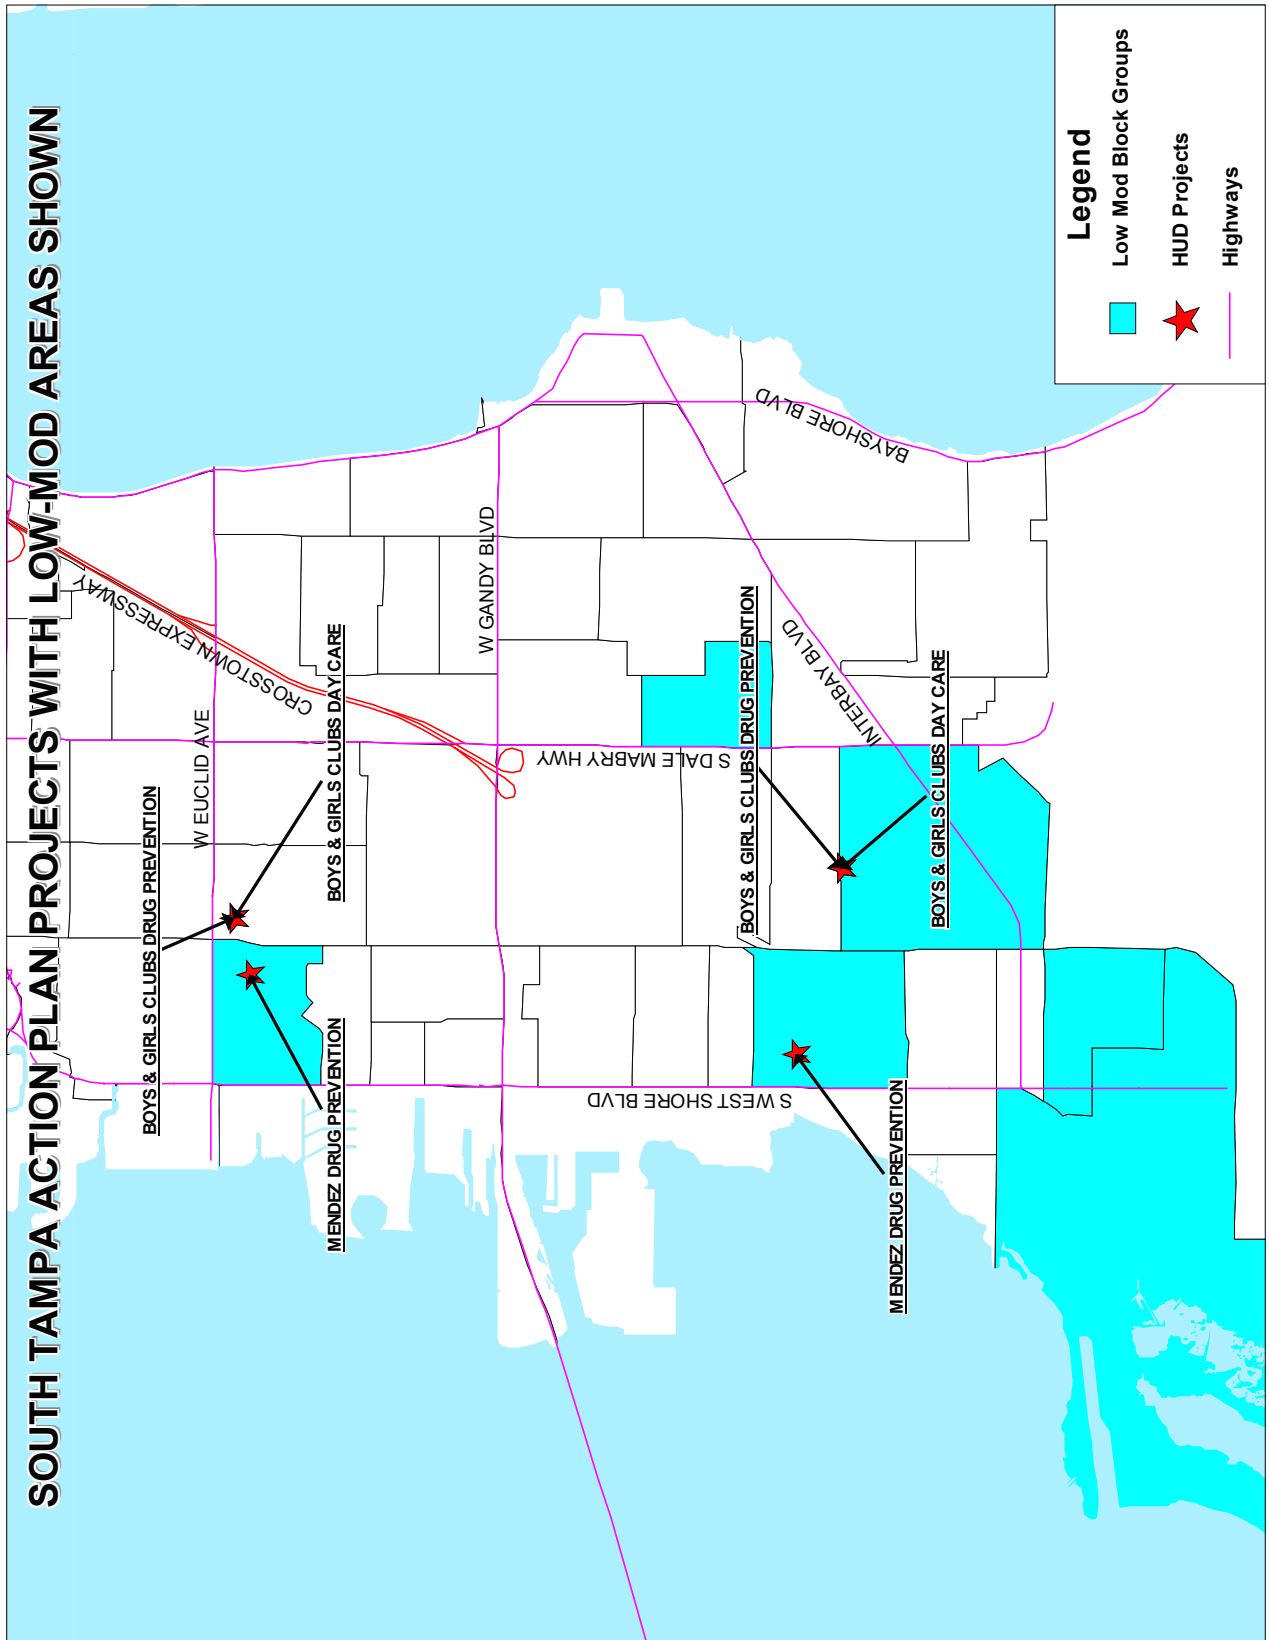 SOUTH TAMPA ACTION PLAN PROJECTS WITH LOW-MOD AREAS SHOWN
CROSSTOWN EXPRESSWAY
W EUCLID AVE
BOYS & GIRLS CLUBS DRUG PREVENTION
BOYS & GIRLS CLUBS DAY CARE
MENDEZ DRUG PREVENTION
W GANDY BLVD
S DALE MABRY HWY
S WEST SHORE BLVD
BAYSHORE BLVD
INTERBAY BLVD
BOYS & GIRLS CLUBS DRUG PREVENTION
BOYS & GIRLS CLUBS DAY CARE
MENDEZ DRUG PREVENTION
Legend
Low Mod Block Groups
HUD Projects
Highways